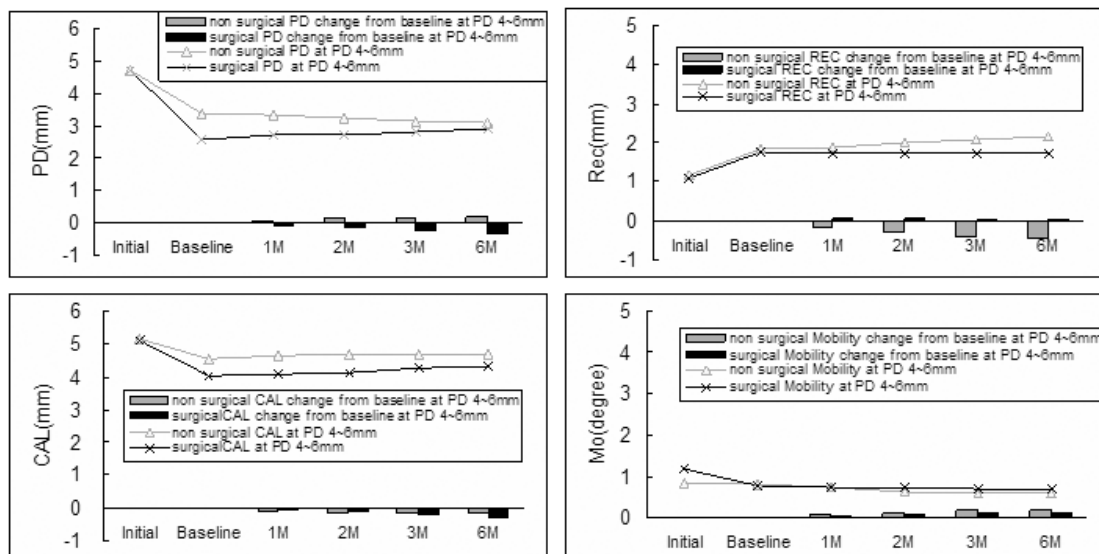 non surgical PD change from baseline at PD 4~6mm
surgical PD change from baseline at PD 4~6mm
non surgical PD at PD 4~6mm
surgical PD at PD 4~6mm
PD(mm)
6
5
4
3
2
1
0
-1
Initial Baseline 1M 2M 3M 6M
non surgical REC change from baseline at PD 4~6mm
surgical REC change from baseline at PD 4~6mm
non surgical REC at PD 4~6mm
surgical REC at PD 4~6mm
Rec(mm)
5
4
3
2
1
0
-1
Initial Baseline 1M 2M 3M 6M
non surgical CAL change from baseline at PD 4~6mm
surgicalCAL change from baseline at PD 4~6mm
non surgical CAL at PD 4~6mm
surgicalCAL at PD 4~6mm
CAL(mm)
6
5
4
3
2
1
0
-1
Initial Baseline 1M 2M 3M 6M
non surgical Mobility change from baseline at PD 4~6mm
surgical Mobility change from baseline at PD 4~6mm
non surgical Mobility at PD 4~6mm
surgical Mobility at PD 4~6mm
Mo(degree)
5
4
3
2
1
0
Initial Baseline 1M 2M 3M 6M